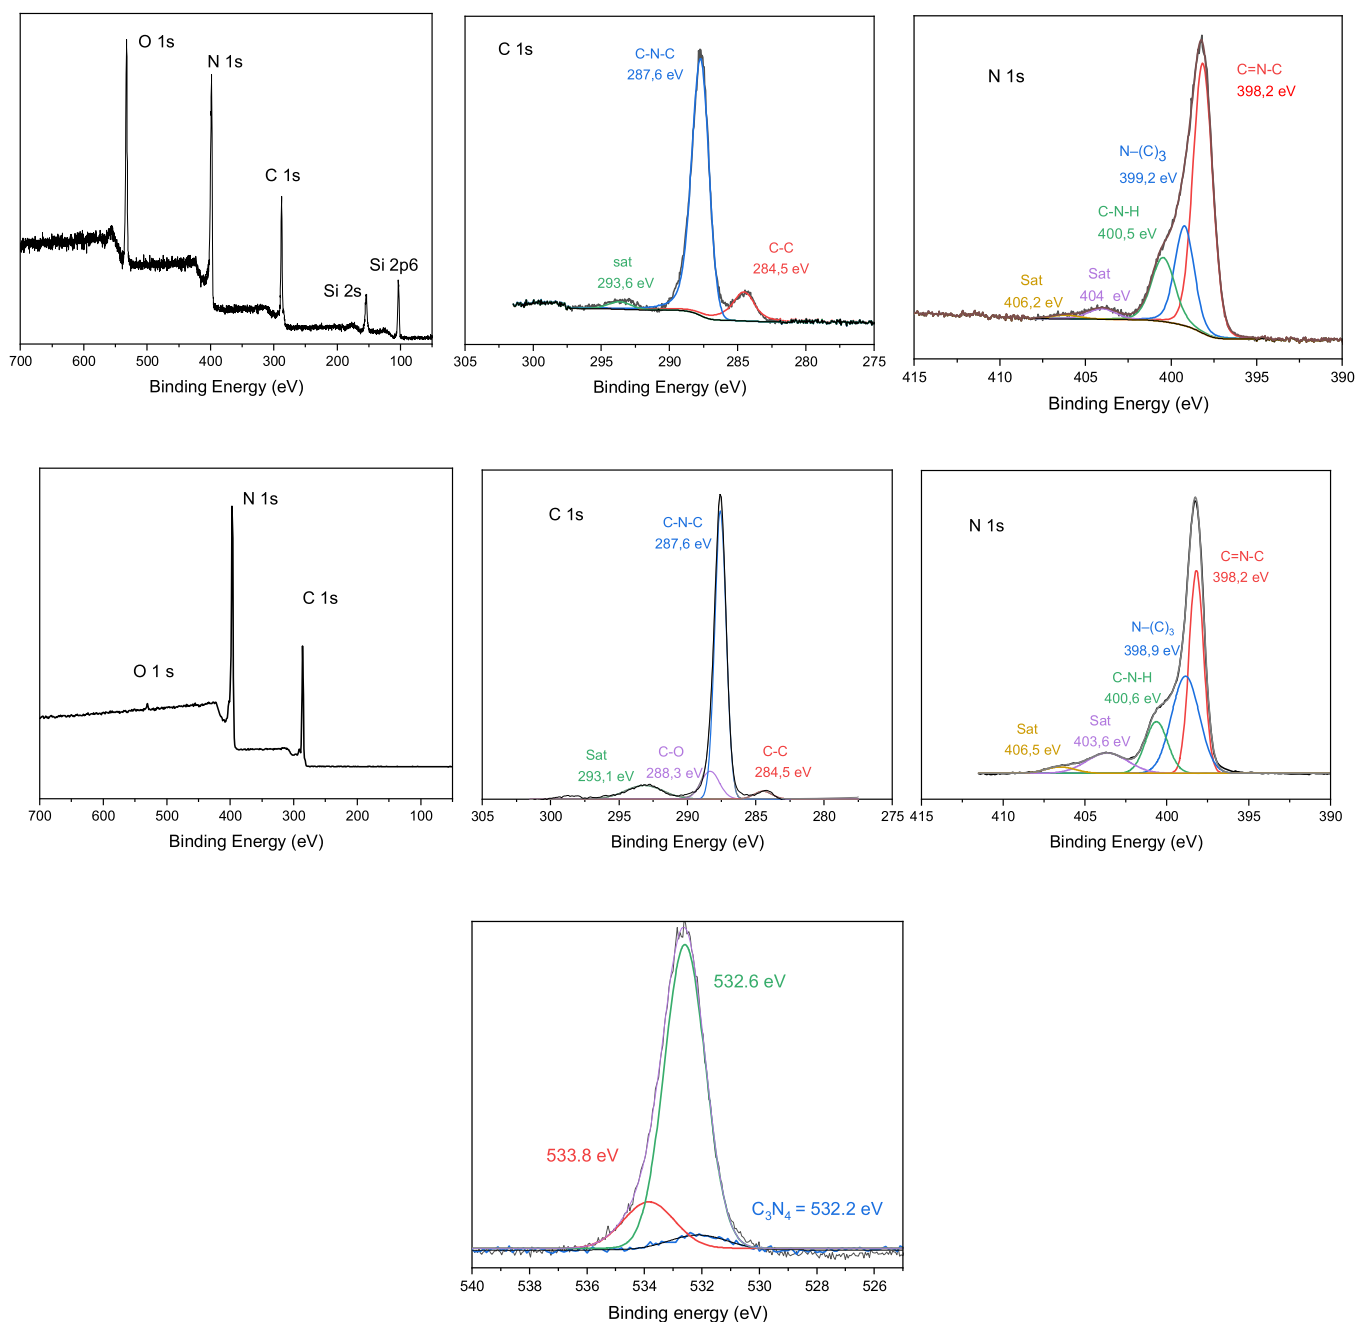 O 1s
N 1s
C 1s
Si 2p6
Si 2s
700 600 500 400 300 200 100
Binding Energy (eV)
C 1s
C-N-C
287,6 eV
C-C
284,5 eV
sat
293,6 eV
305 300 295 290 285 280 275
Binding Energy (eV)
N 1s
C=N-C
398,2 eV
N–(C)3
399,2 eV
C-N-H
400,5 eV
Sat
404 eV
Sat
406,2 eV
415 410 405 400 395 390
Binding Energy (eV)
N 1s
C 1s
O 1 s
700 600 500 400 300 200 100
Binding Energy (eV)
C 1s
C-N-C
287,6 eV
Sat
293,1 eV
C-O
288,3 eV
C-C
284,5 eV
305 300 295 290 285 280 275
Binding Energy (eV)
N 1s
C=N-C
398,2 eV
N–(C)3
398,9 eV
C-N-H
400,6 eV
Sat
403,6 eV
Sat
406,5 eV
415 410 405 400 395 390
Binding Energy (eV)
532.6 eV
533.8 eV
C3N4 = 532.2 eV
540 538 536 534 532 530 528 526
Binding energy (eV)